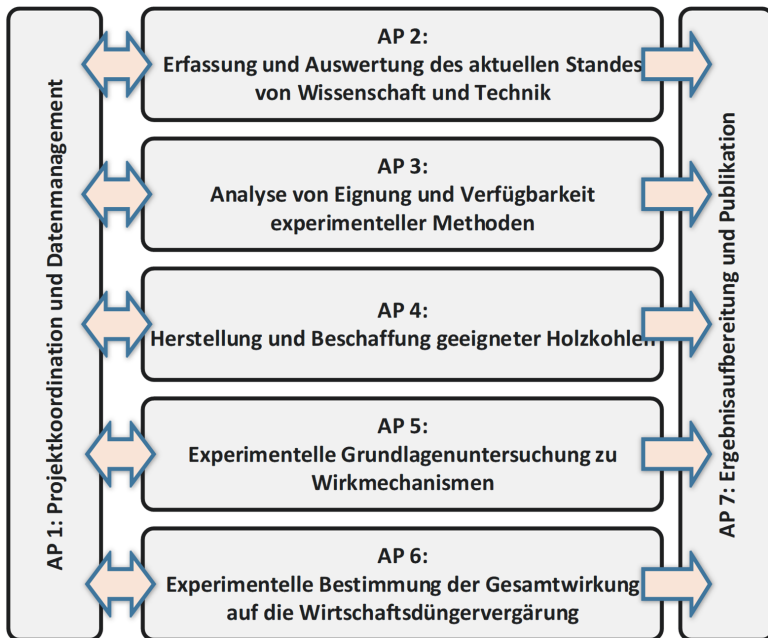 AP 1: Projektkoordination und Datenmanagement
AP 2:
Erfassung und Auswertung des aktuellen Standes
von Wissenschaft und Technik
AP 3:
Analyse von Eignung und Verfügbarkeit
experimenteller Methoden
AP 4:
Herstellung und Beschaffung geeigneter Holzkohlen
AP 5:
Experimentelle Grundlagenuntersuchung zu
Wirkmechanismen
AP 6:
Experimentelle Bestimmung der Gesamtwirkung
auf die Wirtschaftsdüngervergärung
AP 7: Ergebnisaufbereitung und Publikation